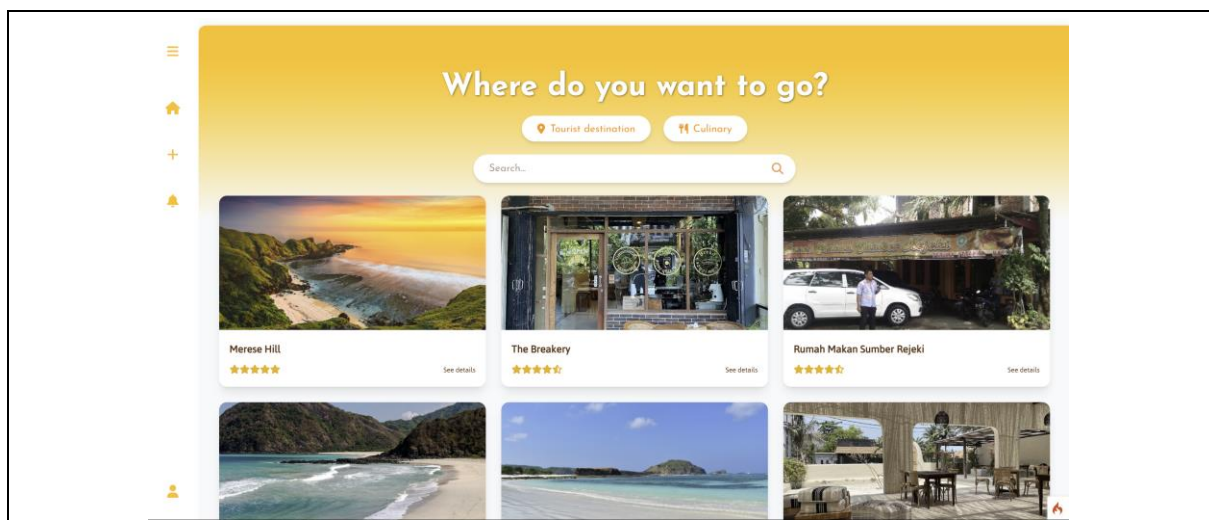 Where do you want to go?
Tourist destination
Culinary
Search...
Merese Hill
See details
The Breakery
See details
Rumah Makan Sumber Rejeki
See details